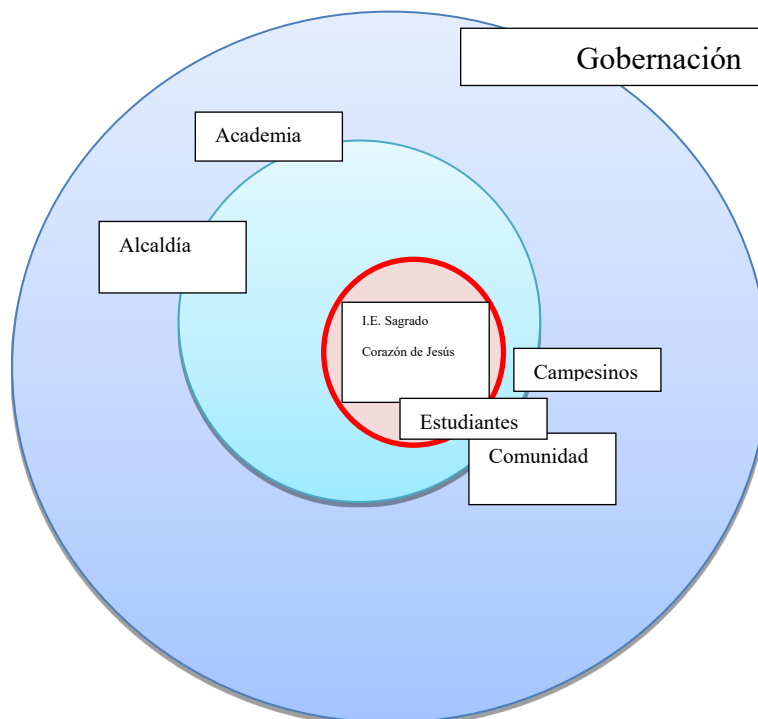 Gobernación
Academia
Alcaldía
I.E. Sagrado
Corazón de Jesús
Campesinos
Estudiantes
Comunidad